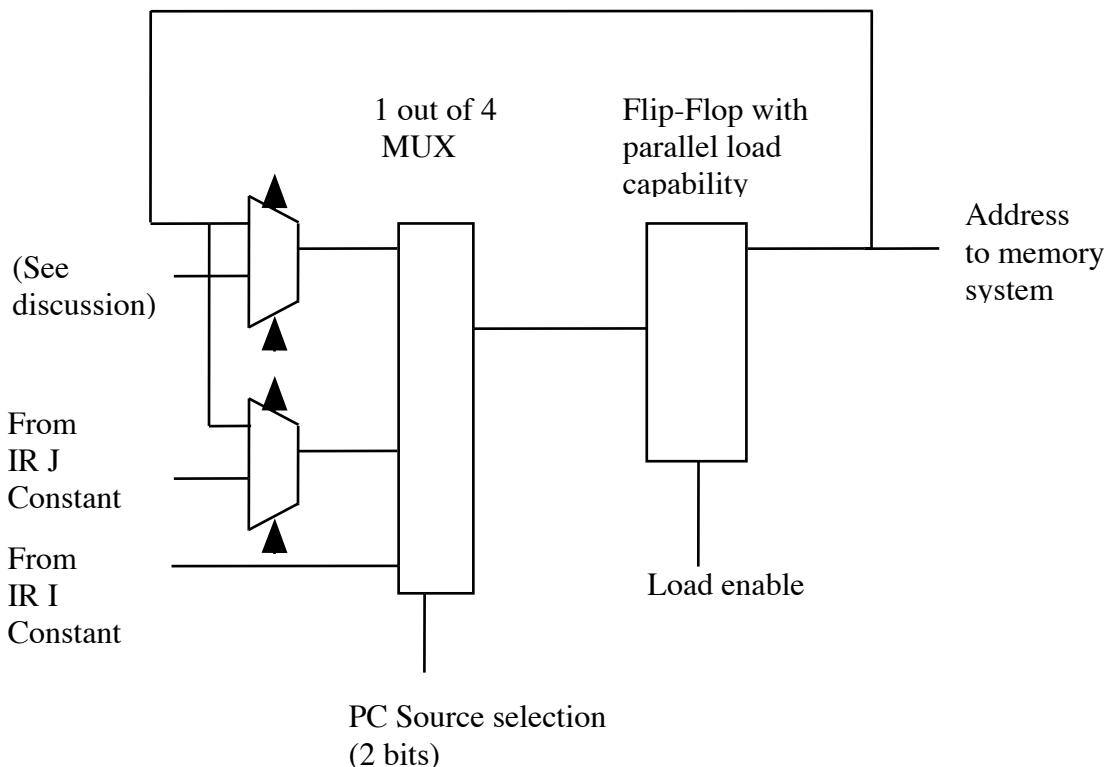 1 out of 4
MUX
Flip-Flop with
parallel load
capability
Address
to memory
system
(See
discussion)
From
IR J
Constant
From
IR I
Constant
Load enable
PC Source selection
(2 bits)